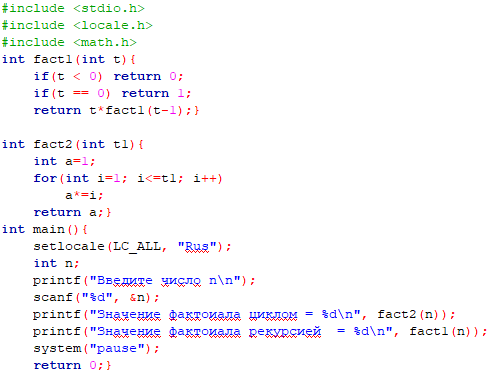 #include <stdio.h>
#include <locale.h>
#include <math.h>
int fact1(int t){
    if(t < 0) return 0;
    if(t == 0) return 1;
    return t*fact1(t-1);}

int fact2(int t1){
    int a=1;
    for(int i=1; i<=t1; i++)
        a*=i;
    return a;}
int main(){
    setlocale(LC_ALL, "Rus");
    int n;
    printf("Введите число n\n");
    scanf("%d", &n);
    printf("Значение фактоиала циклом = %d\n", fact2(n));
    printf("Значение фактоиала рекурсией  = %d\n", fact1(n));
    system("pause");
    return 0;}